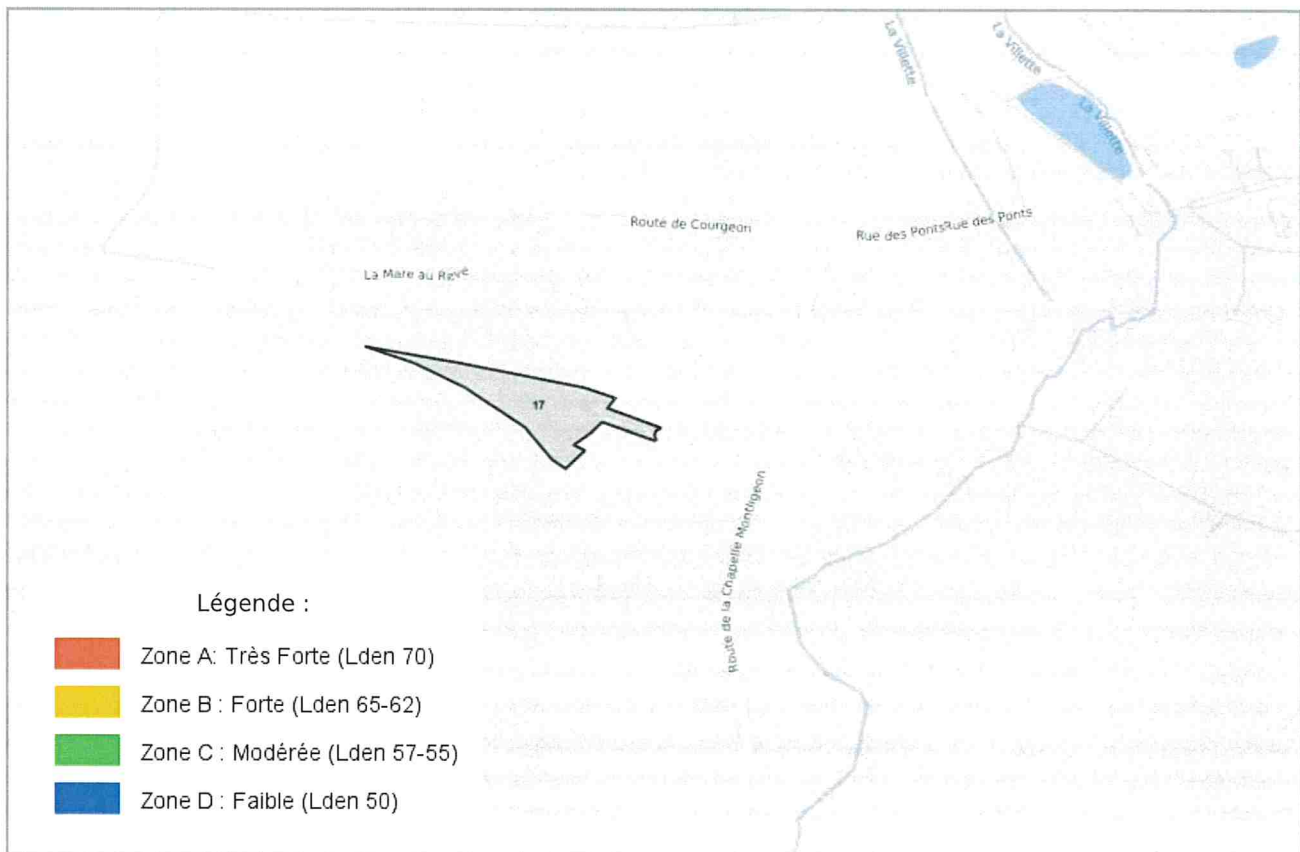 La Villette
La Villette
La Villette
Route de Courgeon
Rue des Ponts
Rue des Ponts
La Mare au
17
Route de la Chapelle Montligeon
Légende :
Zone A: Très Forte (Lden 70)
Zone B : Forte (Lden 65-62)
Zone C : Modérée (Lden 57-55)
Zone D : Faible (Lden 50)